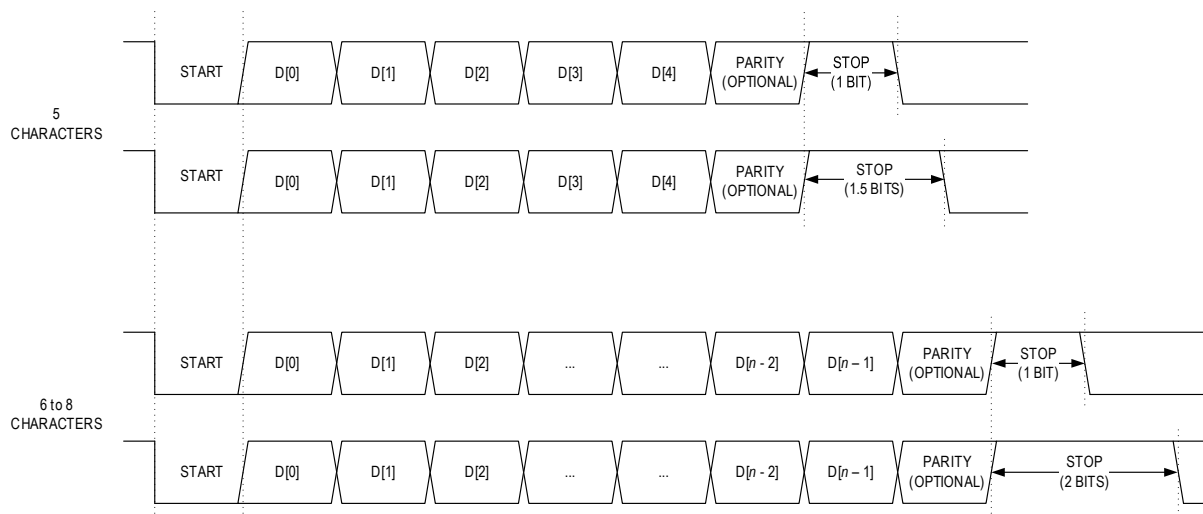 START D[0] D[1] D[2] D[3] D[4] PARITY (OPTIONAL) STOP (1 BIT)
5 CHARACTERS
START D[0] D[1] D[2] D[3] D[4] PARITY (OPTIONAL) STOP (1.5 BITS)
START D[0] D[1] D[2] ... ... D[n - 2] D[n – 1] PARITY (OPTIONAL) STOP (1 BIT)
6 to 8 CHARACTERS
START D[0] D[1] D[2] ... ... D[n - 2] D[n – 1] PARITY (OPTIONAL) STOP (2 BITS)